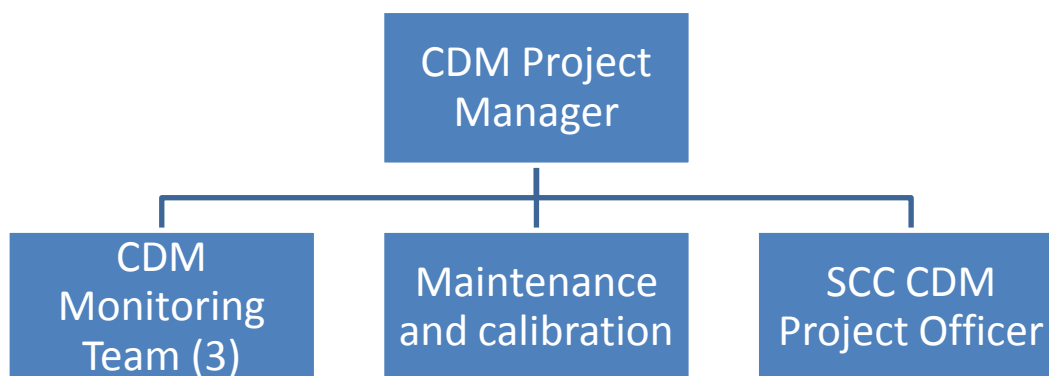 CDM Project
Manager
CDM
Monitoring
Team (3)
Maintenance
and calibration
SCC CDM
Project Officer